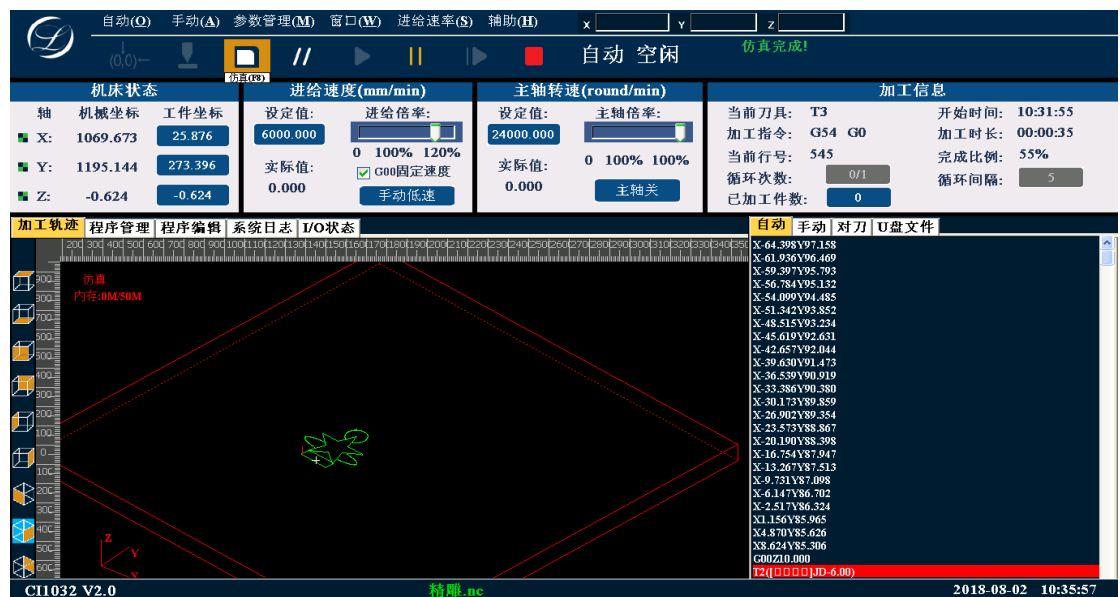 自动(O) 手动(A) 参数管理(M) 窗口(W) 进给速率(S) 辅助(H) X Y Z
(0,0) 自动 空闲 仿真完成!
仿真(F8)
机床状态 进给速度(mm/min) 主轴转速(round/min) 加工信息
轴 机械坐标 工件坐标 设定值: 进给倍率: 设定值: 主轴倍率: 当前刀具: T3 开始时间: 10:31:55
X: 1069.673 25.876 6000.000 24000.000 加工指令: G54 G0 加工时长: 00:00:35
0 100% 120% 0 100% 100% 当前行号: 545 完成比例: 55%
Y: 1195.144 273.396 实际值: G00固定速度 实际值: 循环次数: 0/1 循环间隔: 5
Z: -0.624 -0.624 0.000 手动低速 0.000 主轴关 已加工件数: 0
加工轨迹 程序管理 程序编辑 系统日志 I/O状态 自动 手动 对刀 U盘文件
仿真
内存:0M/50M
Z
Y
X-64.398Y97.158
X-61.936Y96.469
X-59.397Y95.793
X-56.784Y95.132
X-54.099Y94.485
X-51.342Y93.852
X-48.515Y93.234
X-45.619Y92.631
X-42.657Y92.044
X-39.630Y91.473
X-36.539Y90.919
X-33.386Y90.380
X-30.173Y89.859
X-26.902Y89.354
X-23.573Y88.867
X-20.190Y88.398
X-16.754Y87.947
X-13.267Y87.513
X-9.731Y87.098
X-6.147Y86.702
X-2.517Y86.324
X1.156Y85.965
X4.870Y85.626
X8.624Y85.306
G00Z10.000
T2([□□□□]JD-6.00)
CI1032 V2.0 精雕.nc 2018-08-02 10:35:57